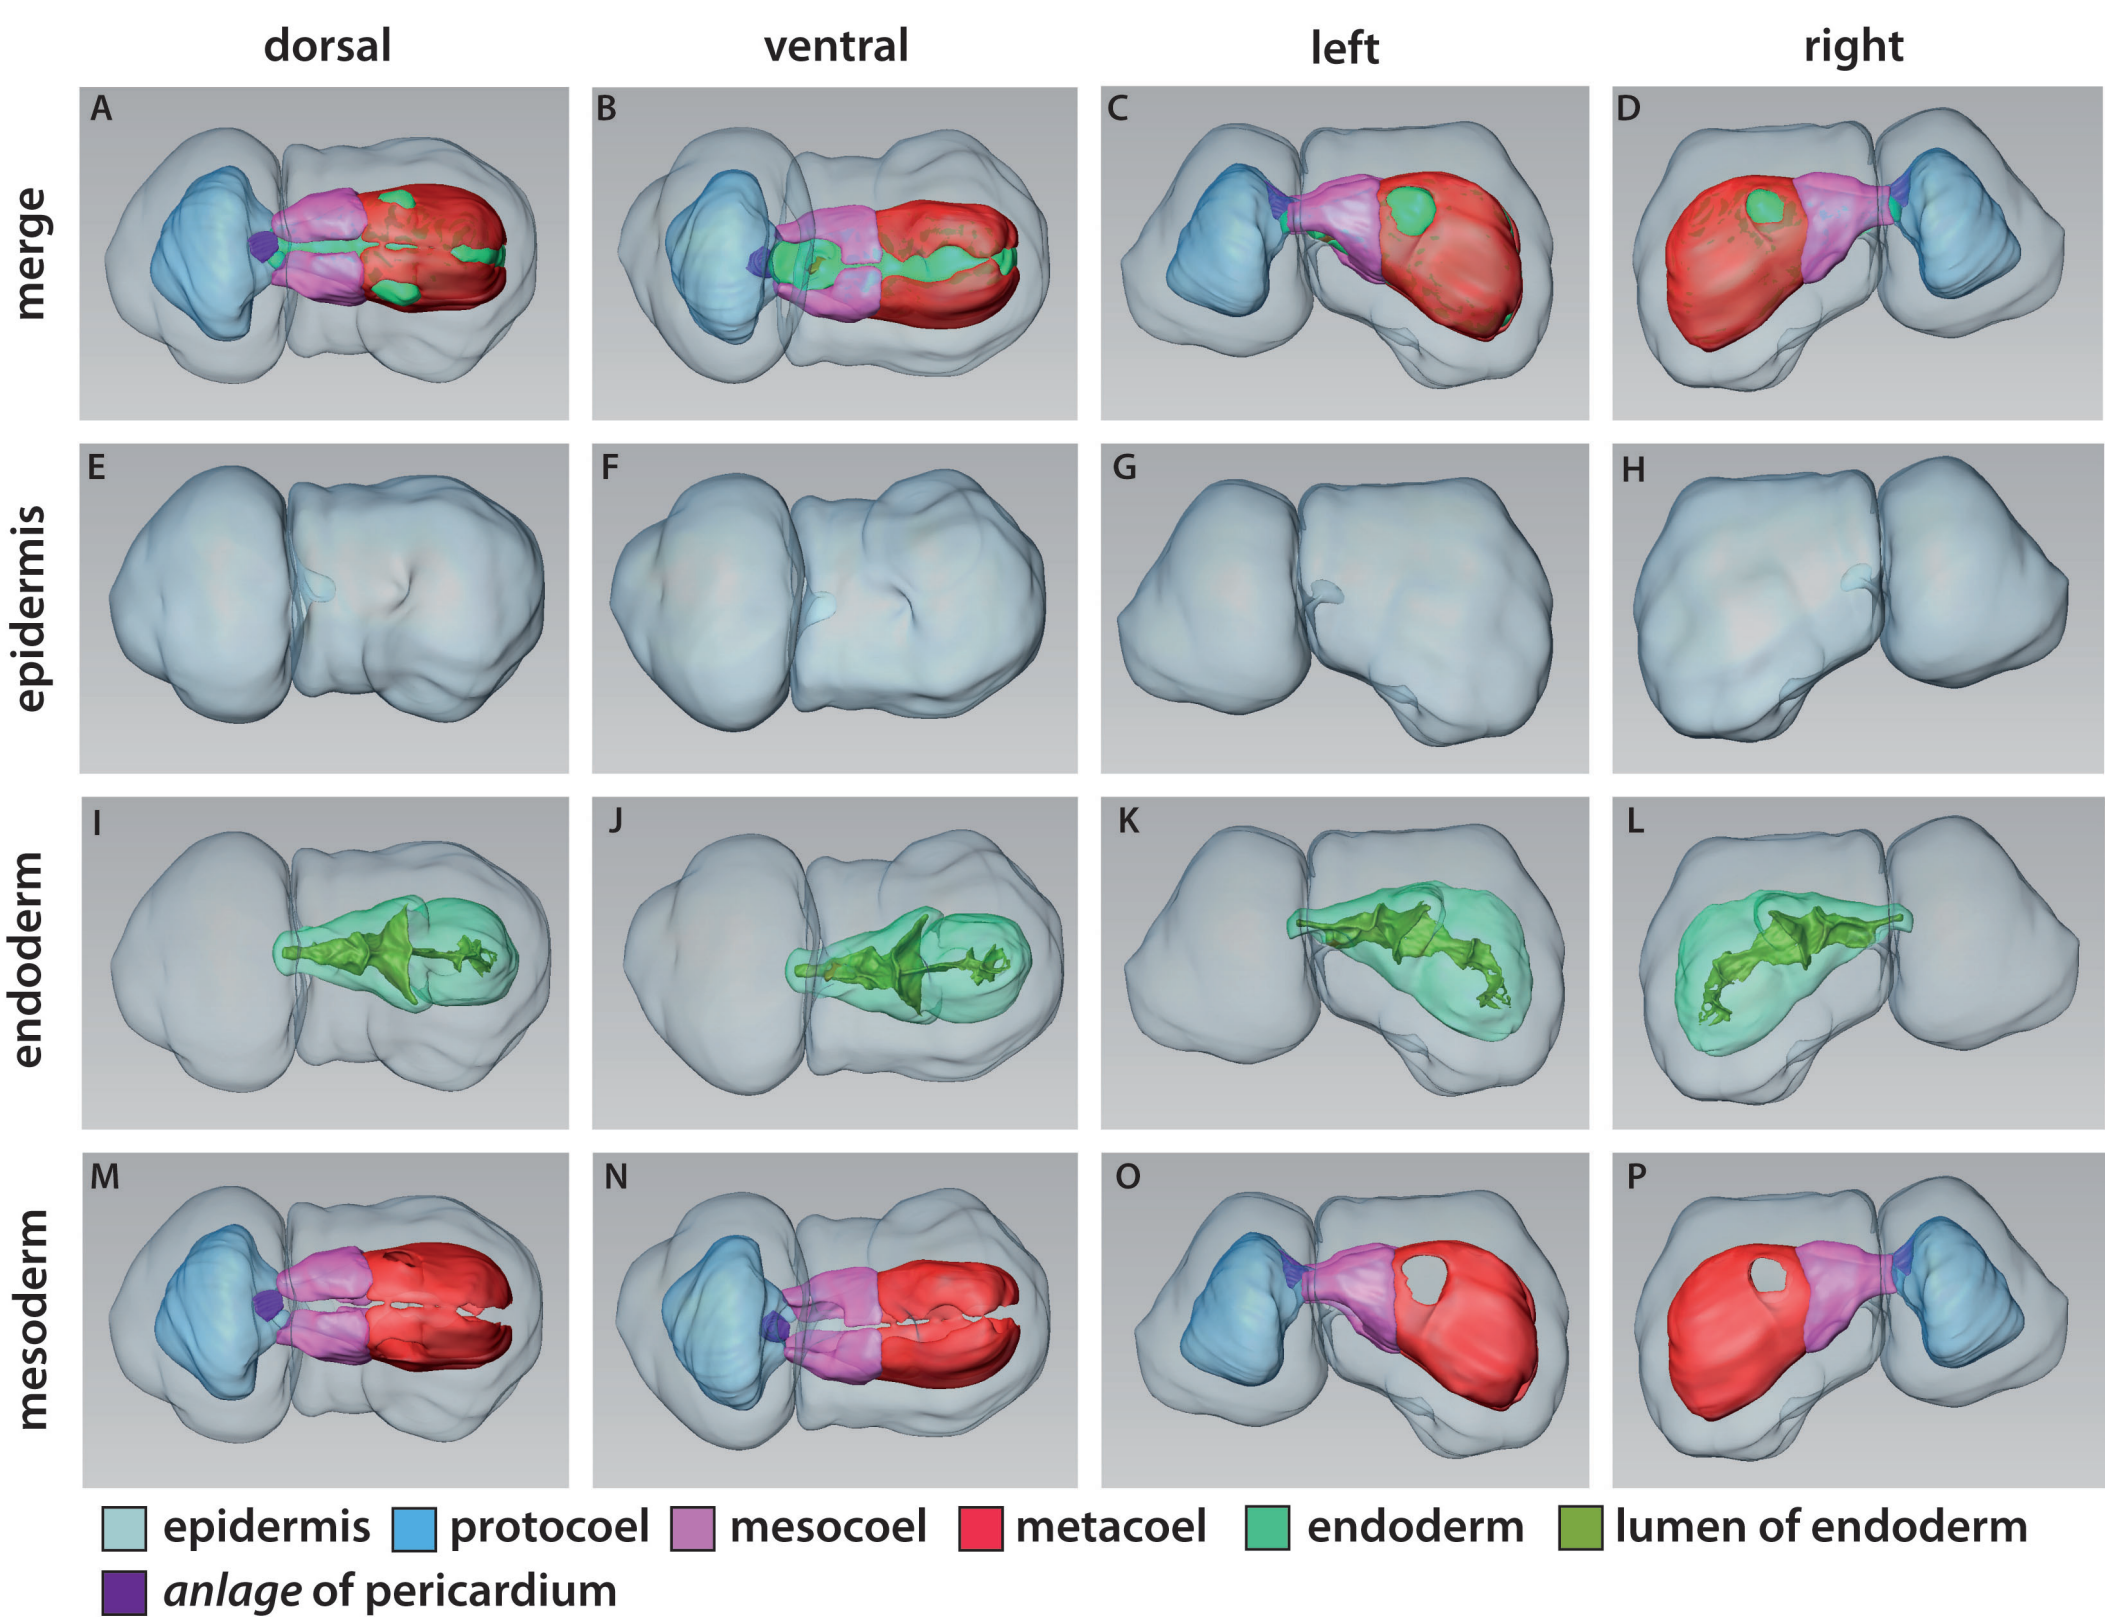 dorsal ventral left right
merge
A B C D
epidermis
E F G H
endoderm
I J K L
mesoderm
M N O P
epidermis protocoel mesocoel metacoel endoderm lumen of endoderm
anlage of pericardium